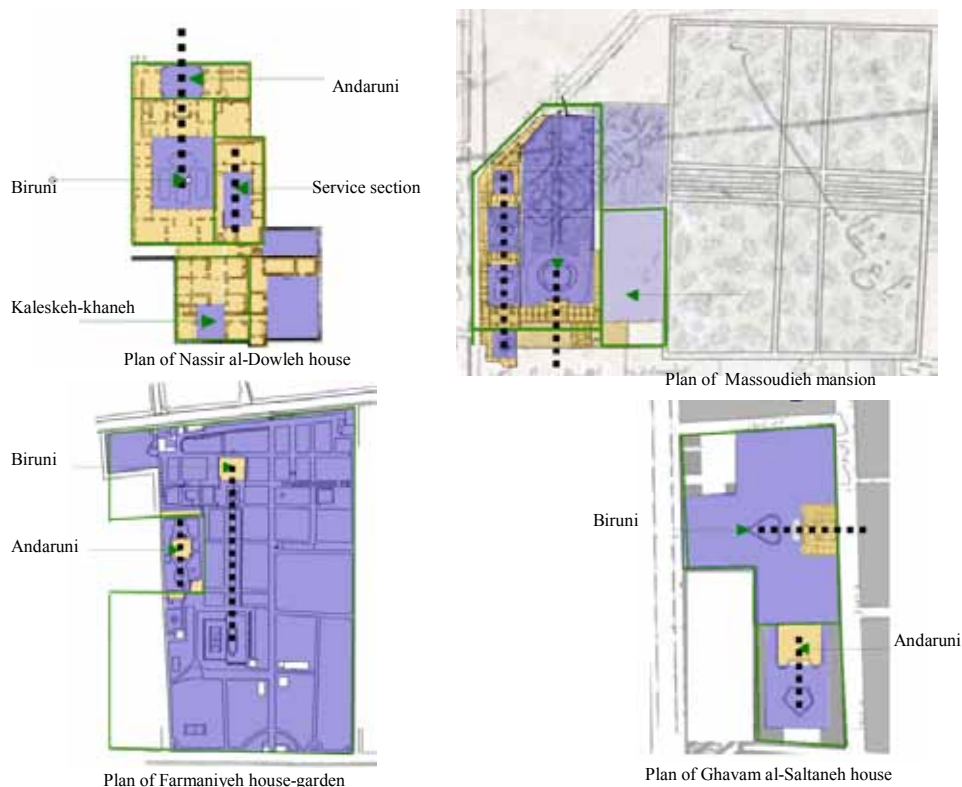 Andaruni
Biruni
Service section
Kaleskeh-khaneh
Plan of Nassir al-Dowleh house
Plan of Massoudieh mansion
Biruni
Andaruni
Plan of Farmaniyeh house-garden
Biruni
Andaruni
Plan of Ghavam al-Saltaneh house